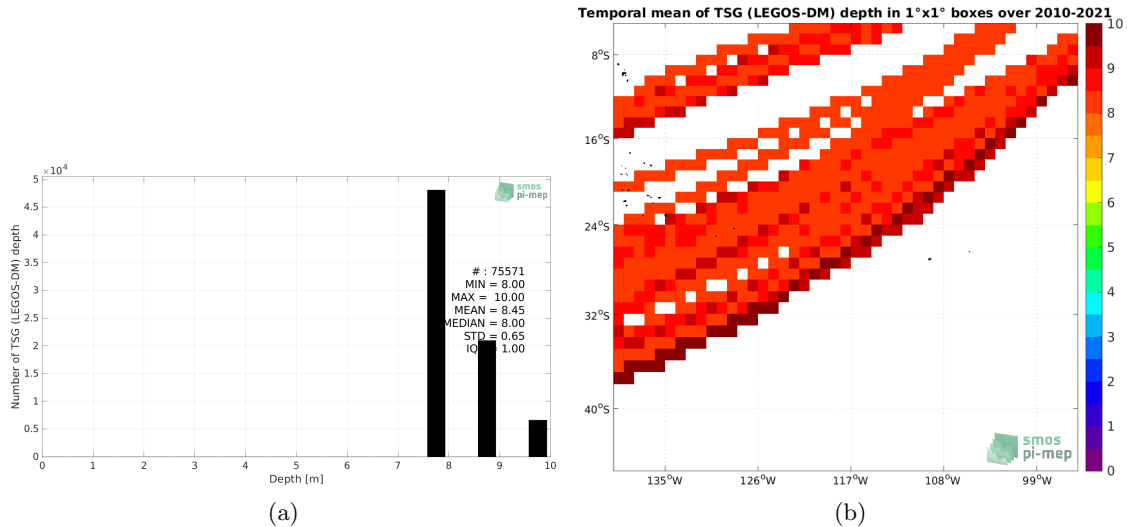 Temporal mean of TSG (LEGOS-DM) depth in 1°x1° boxes over 2010-2021
×10⁴
5
4.5
4
3.5
3
2.5
2
1.5
1
0.5
0
Number of TSG (LEGOS-DM) depth
smos
pi-mep
# : 75571
MIN = 8.00
MAX = 10.00
MEAN = 8.45
MEDIAN = 8.00
STD = 0.65
IQ = 1.00
0 1 2 3 4 5 6 7 8 9 10
Depth [m]
(a)
8°S
16°S
24°S
32°S
40°S
135°W 126°W 117°W 108°W 99°W
smos
pi-mep
10
9
8
7
6
5
4
3
2
1
0
(b)